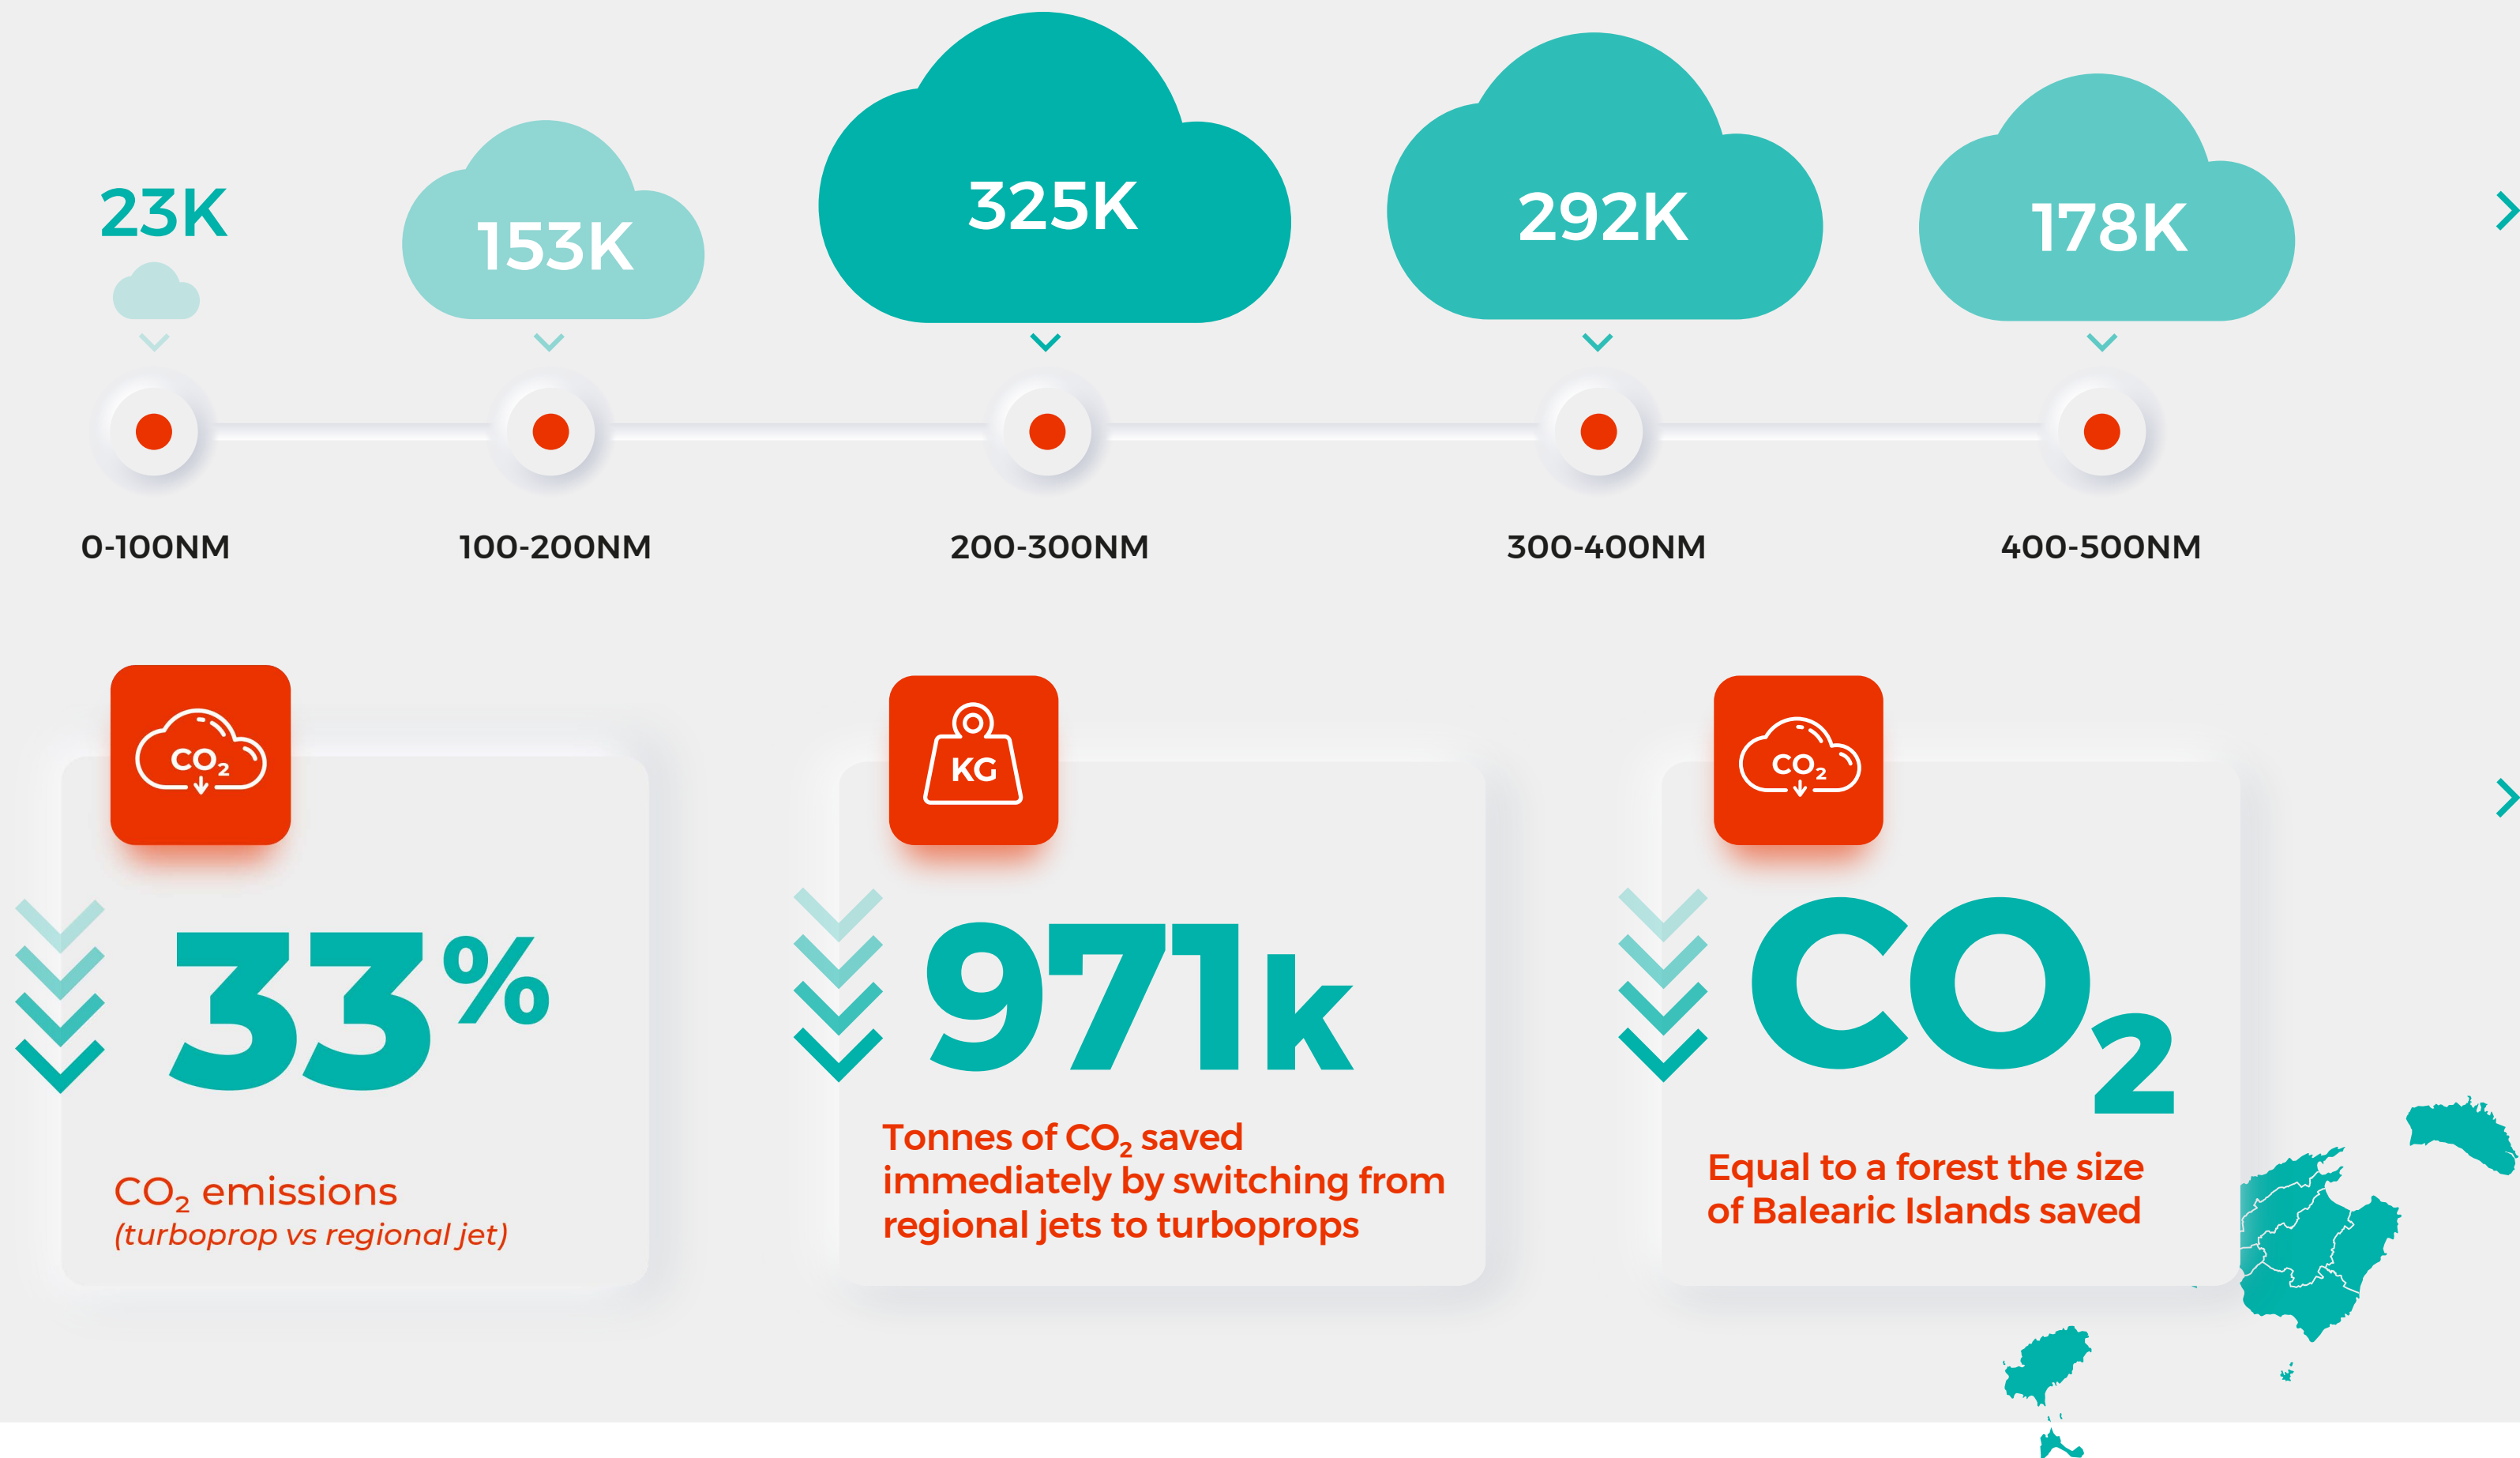 23K
153K
325K
292K
178K
0-100NM
100-200NM
200-300NM
300-400NM
400-500NM
CO₂
33%
CO₂ emissions
(turboprop vs regional jet)
KG
971k
Tonnes of CO₂ saved
immediately by switching from
regional jets to turboprops
CO₂
CO₂
Equal to a forest the size
of Balearic Islands saved